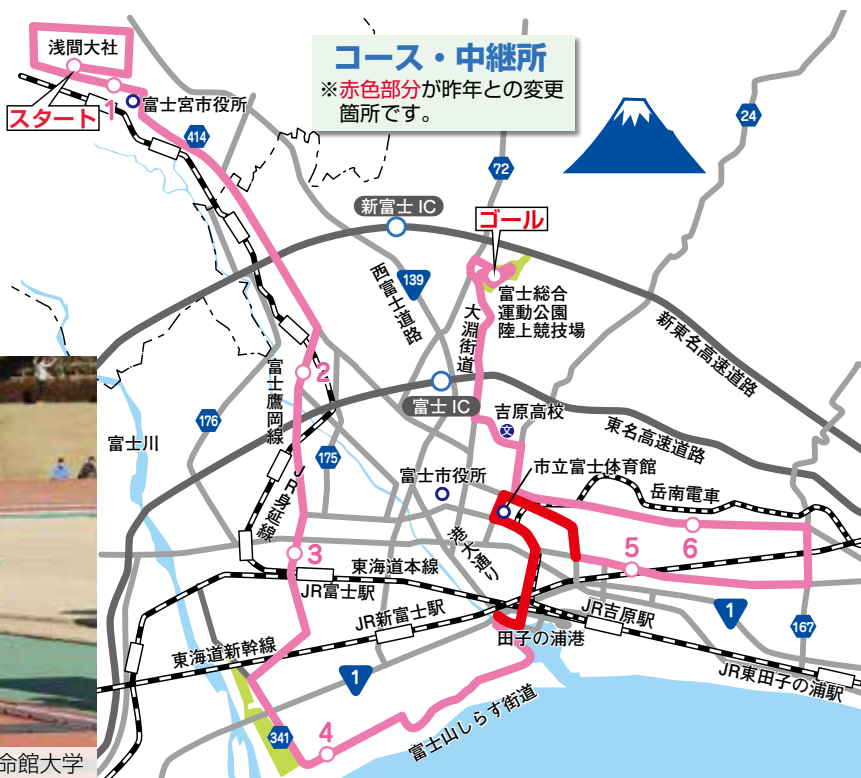 コース・中継所
※赤色部分が昨年との変更
箇所です。
浅間大社
スタート
1
富士宮市役所
414
24
72
新富士 IC
ゴール
139
西富士道路
大淵街道
富士総合
運動公園
陸上競技場
新東名高速道路
2
富士鷹岡線
富士 IC
吉原高校
文
東名高速道路
176
富士川
175
JR身延線
富士市役所
市立富士体育館
岳南電車
港大通り
6
5
3
東海道本線
JR富士駅
JR新富士駅
JR吉原駅
1
167
田子の浦港
東海道新幹線
1
JR東田子の浦駅
341
4
富士山しらす街道
命館大学